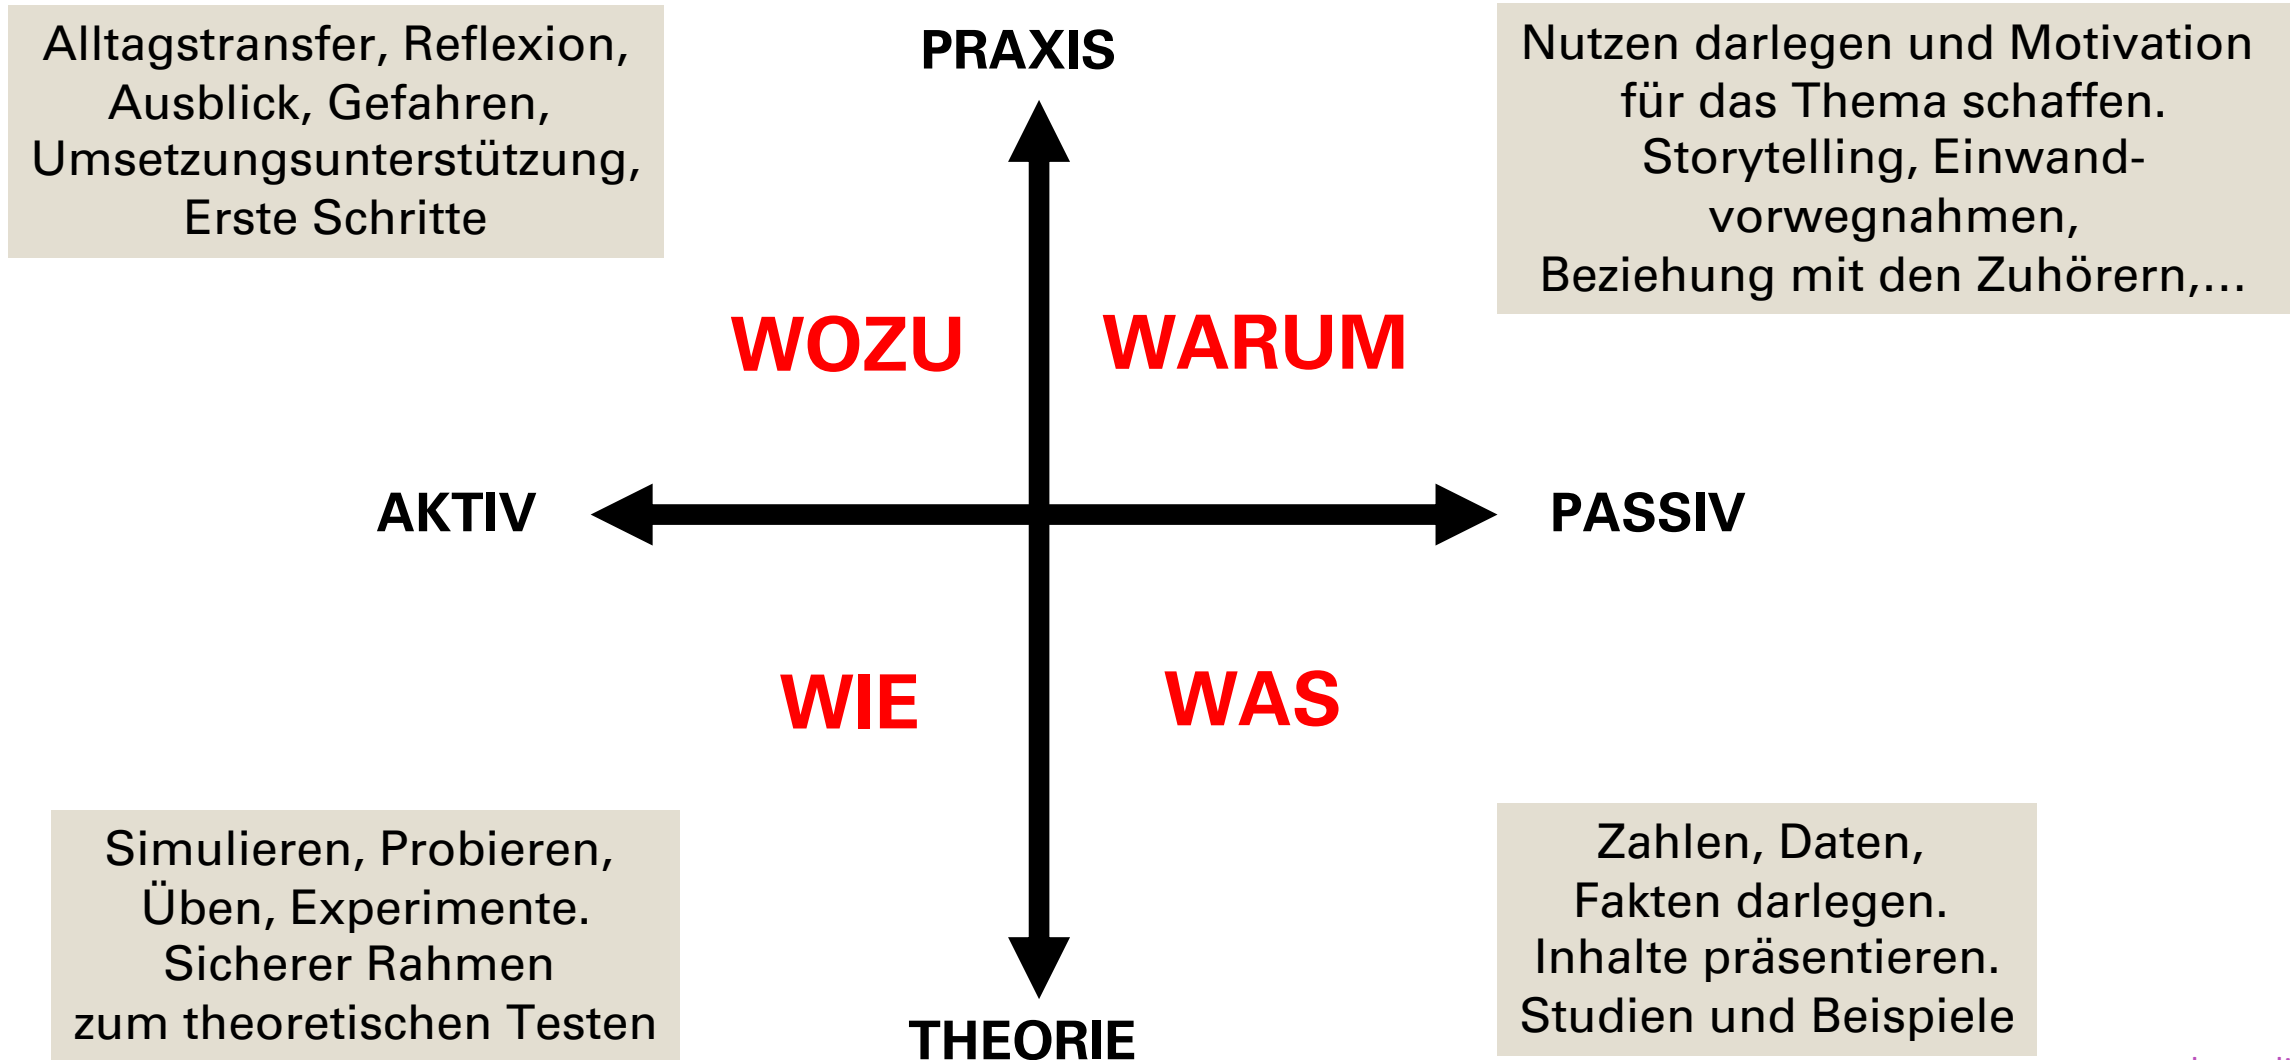 Alltagstransfer, Reflexion,
Ausblick, Gefahren,
Umsetzungsunterstützung,
Erste Schritte
PRAXIS
Nutzen darlegen und Motivation
für das Thema schaffen.
Storytelling, Einwand-
vorwegnahmen,
Beziehung mit den Zuhörern,...
WOZU
WARUM
AKTIV
PASSIV
WIE
WAS
Simulieren, Probieren,
Üben, Experimente.
Sicherer Rahmen
zum theoretischen Testen
THEORIE
Zahlen, Daten,
Fakten darlegen.
Inhalte präsentieren.
Studien und Beispiele